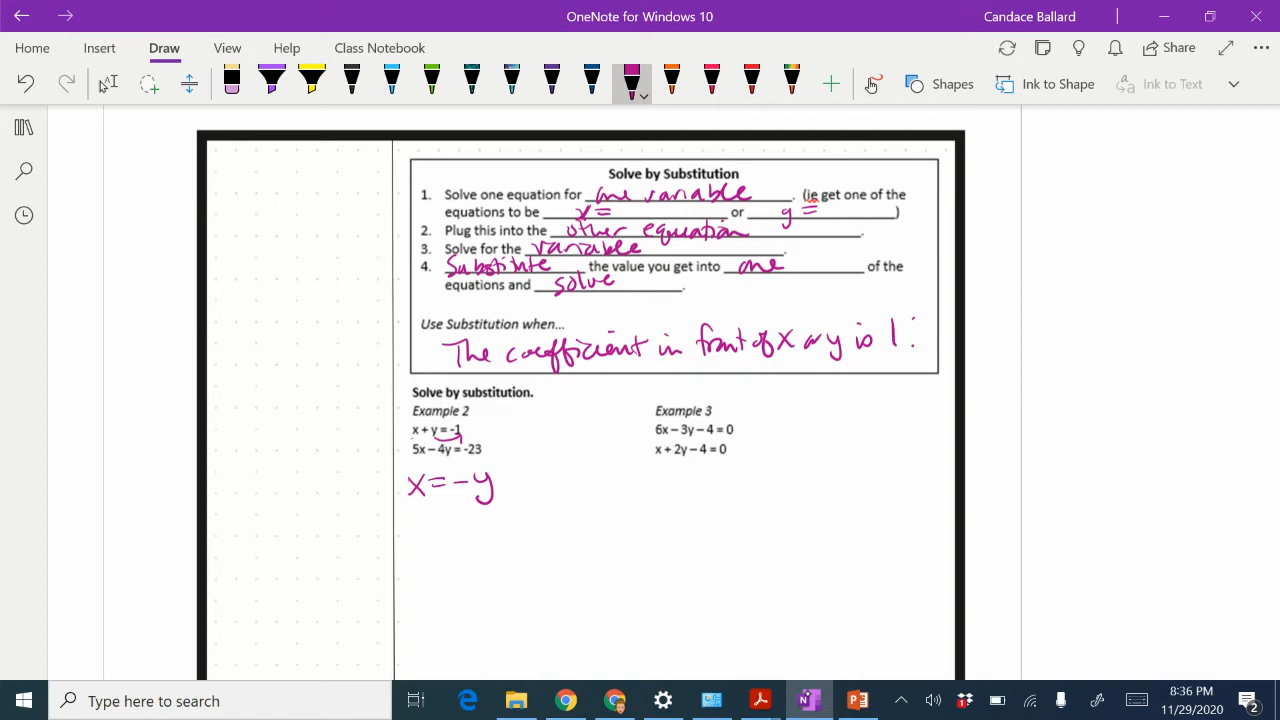 OneNote for Windows 10
Candace Ballard
Home Insert Draw View Help Class Notebook Share
Shapes Ink to Shape Ink to Text
Solve by Substitution
1. Solve one equation for one variable. (ie get one of the
equations to be x= or y=)
2. Plug this into the other equation.
3. Solve for the variable.
4. Substitute the value you get into one of the
equations and solve.
Use Substitution when...
The coefficient in front of x or y is 1 :
Solve by substitution.
Example 2
x + y = -1
5x – 4y = -23
x = -y
Example 3
6x – 3y – 4 = 0
x + 2y – 4 = 0
Type here to search
8:36 PM
11/29/2020
2
1